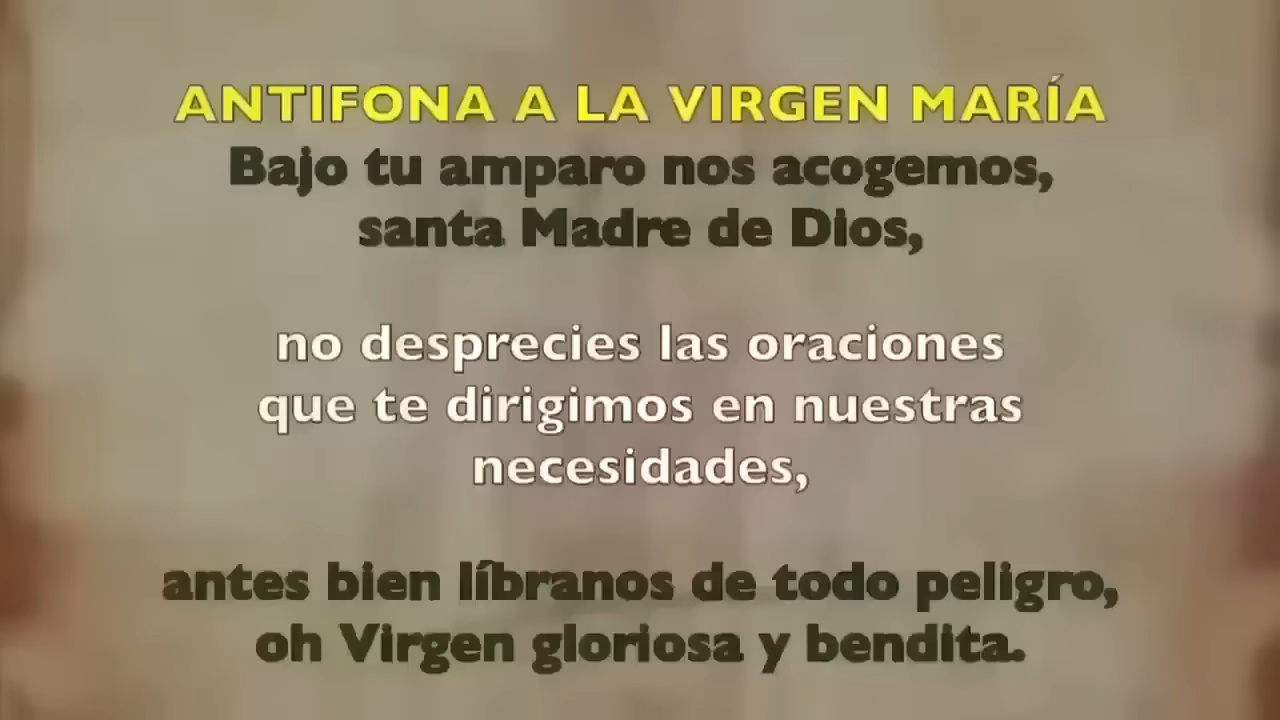 ANTIFONA A LA VIRGEN MARÍA
Bajo tu amparo nos acogemos,
santa Madre de Dios,
no desprecies las oraciones
que te dirigimos en nuestras
necesidades,
antes bien líbranos de todo peligro,
oh Virgen gloriosa y bendita.